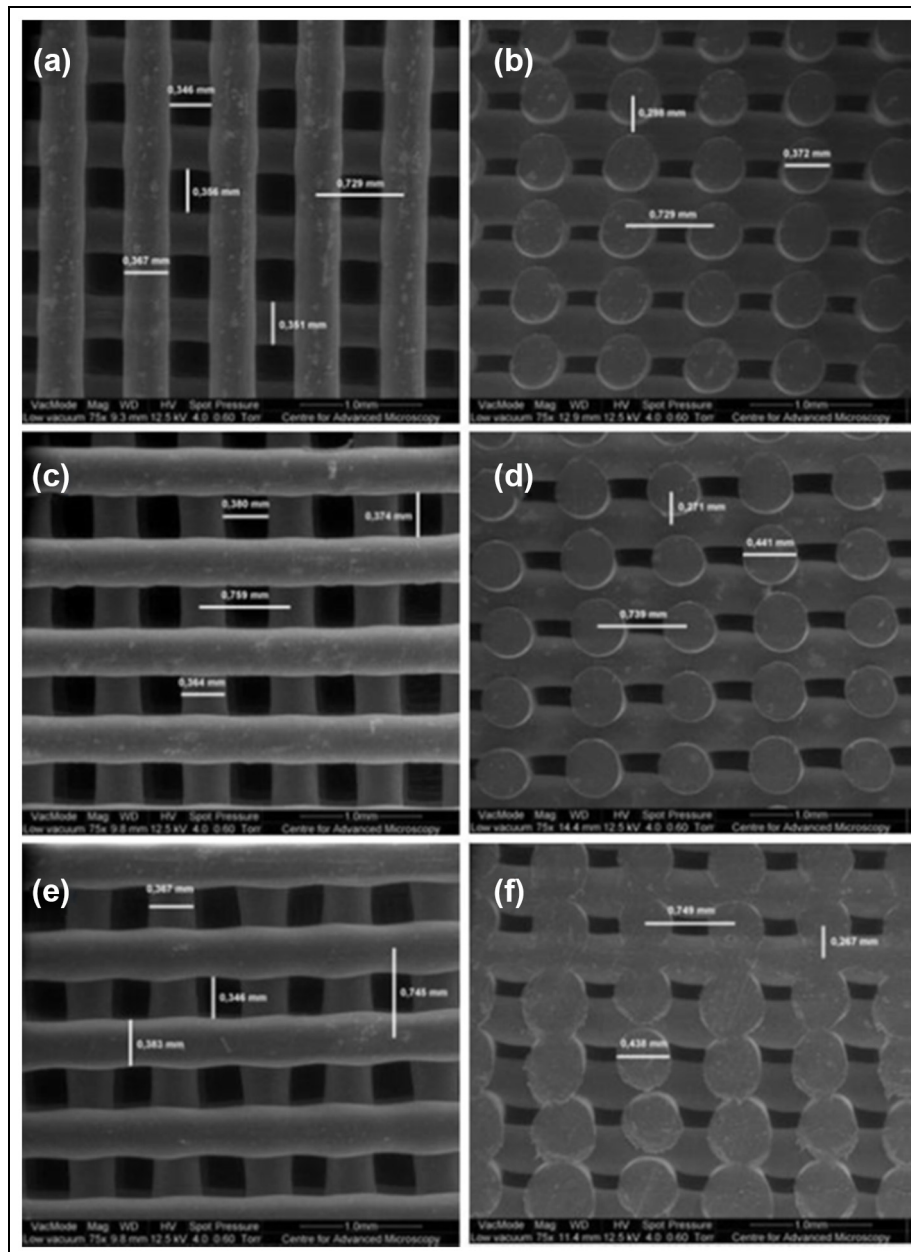 (a)
0,346 mm
0,356 mm
0,729 mm
0,367 mm
0,351 mm
VacMode Mag WD HV Spot Pressure 1.0mm
Low vacuum 75x 9.3 mm 12.5 kV 4.0 0.60 Torr Centre for Advanced Microscopy
(b)
0,298 mm
0,372 mm
0,729 mm
VacMode Mag WD HV Spot Pressure 1.0mm
Low vacuum 75x 12.9 mm 12.5 kV 4.0 0.60 Torr Centre for Advanced Microscopy
(c)
0,380 mm
0,374 mm
0,759 mm
0,364 mm
VacMode Mag WD HV Spot Pressure 1.0mm
Low vacuum 75x 9.8 mm 12.5 kV 4.0 0.60 Torr Centre for Advanced Microscopy
(d)
0,271 mm
0,441 mm
0,739 mm
VacMode Mag WD HV Spot Pressure 1.0mm
Low vacuum 75x 14.4 mm 12.5 kV 4.0 0.60 Torr Centre for Advanced Microscopy
(e)
0,367 mm
0,346 mm
0,745 mm
0,383 mm
VacMode Mag WD HV Spot Pressure 1.0mm
Low vacuum 75x 9.8 mm 12.5 kV 4.0 0.60 Torr Centre for Advanced Microscopy
(f)
0,749 mm
0,267 mm
0,438 mm
VacMode Mag WD HV Spot Pressure 1.0mm
Low vacuum 75x 11.4 mm 12.5 kV 4.0 0.60 Torr Centre for Advanced Microscopy